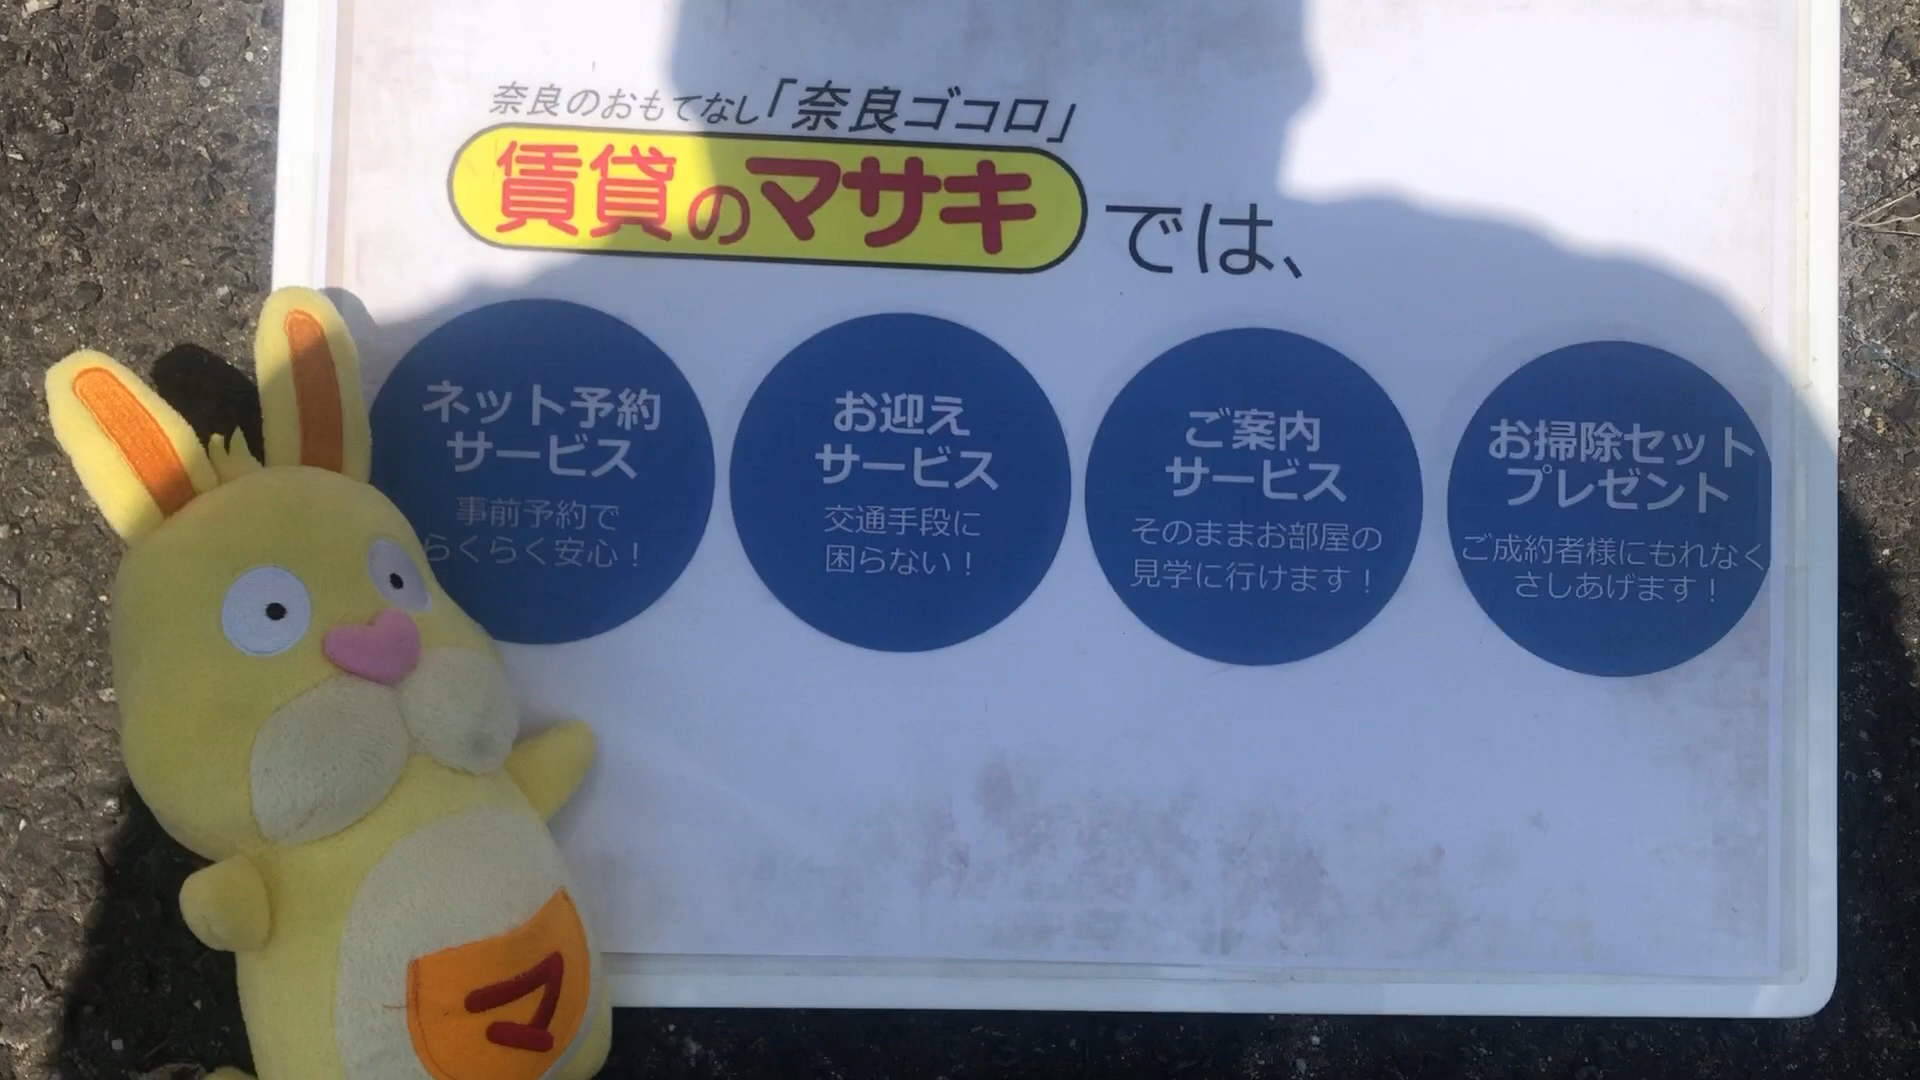 奈良のおもてなし「奈良ゴコロ」
賃貸のマサキでは、
ネット予約
サービス
事前予約で
らくらく安心！
お迎え
サービス
交通手段に
困らない！
ご案内
サービス
そのままお部屋の
見学に行けます！
お掃除セット
プレゼント
ご成約者様にもれなく
さしあげます！
マ